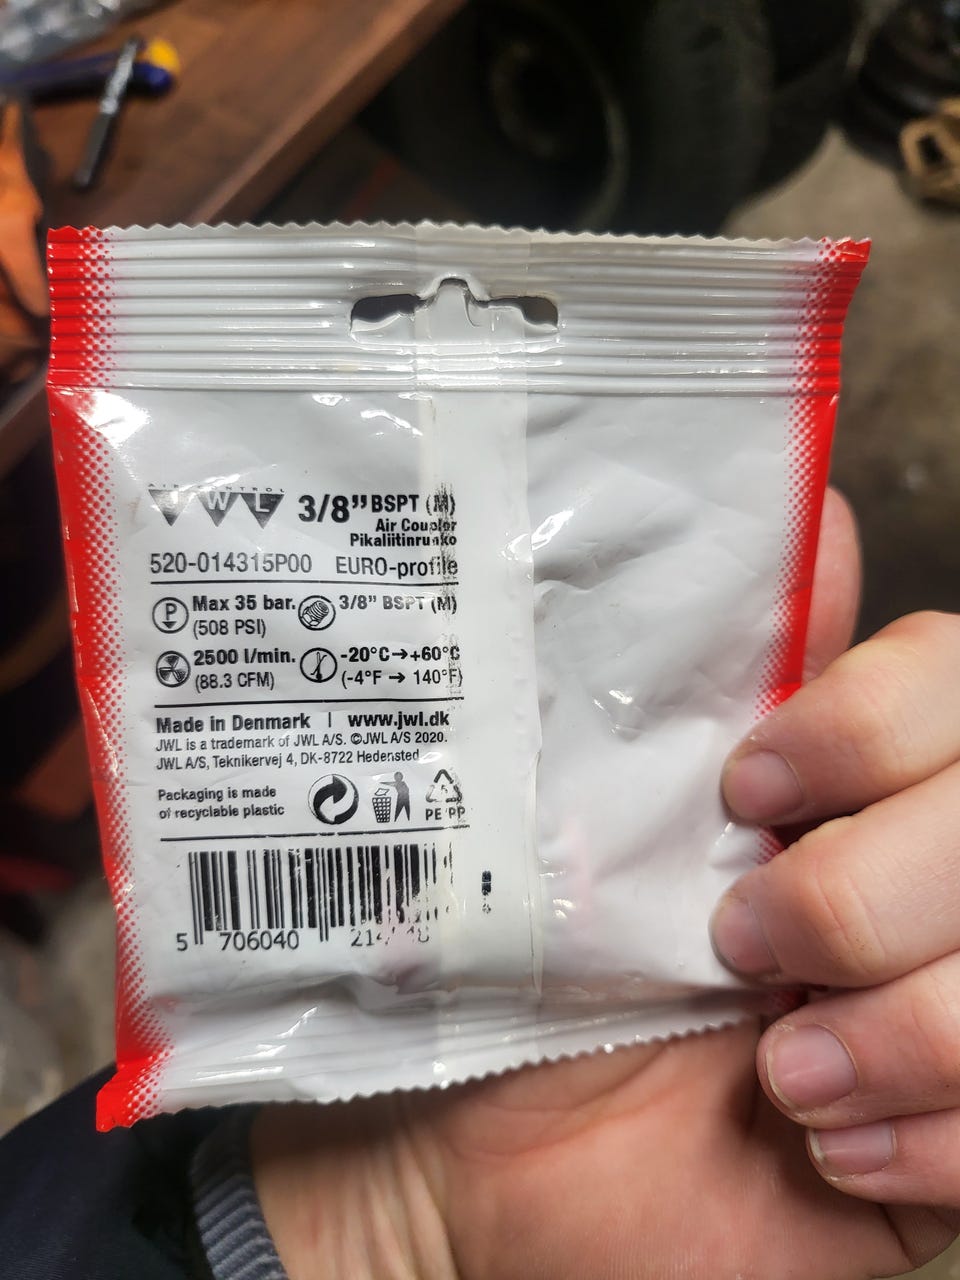 AIR CONTROL
JWL 3/8” BSPT (M)
Air Coupler
Pikaliitinrunko
520-014315P00 EURO-profile
P Max 35 bar. 3/8” BSPT (M)
(508 PSI)
2500 l/min. -20°C→+60°C
(88.3 CFM) (-4°F → 140°F)
Made in Denmark | www.jwl.dk
JWL is a trademark of JWL A/S. ©JWL A/S 2020.
JWL A/S, Teknikervej 4, DK-8722 Hedensted
Packaging is made
of recyclable plastic
PE PP
5 706040